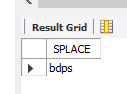 Result Grid
SPLACE
bdps